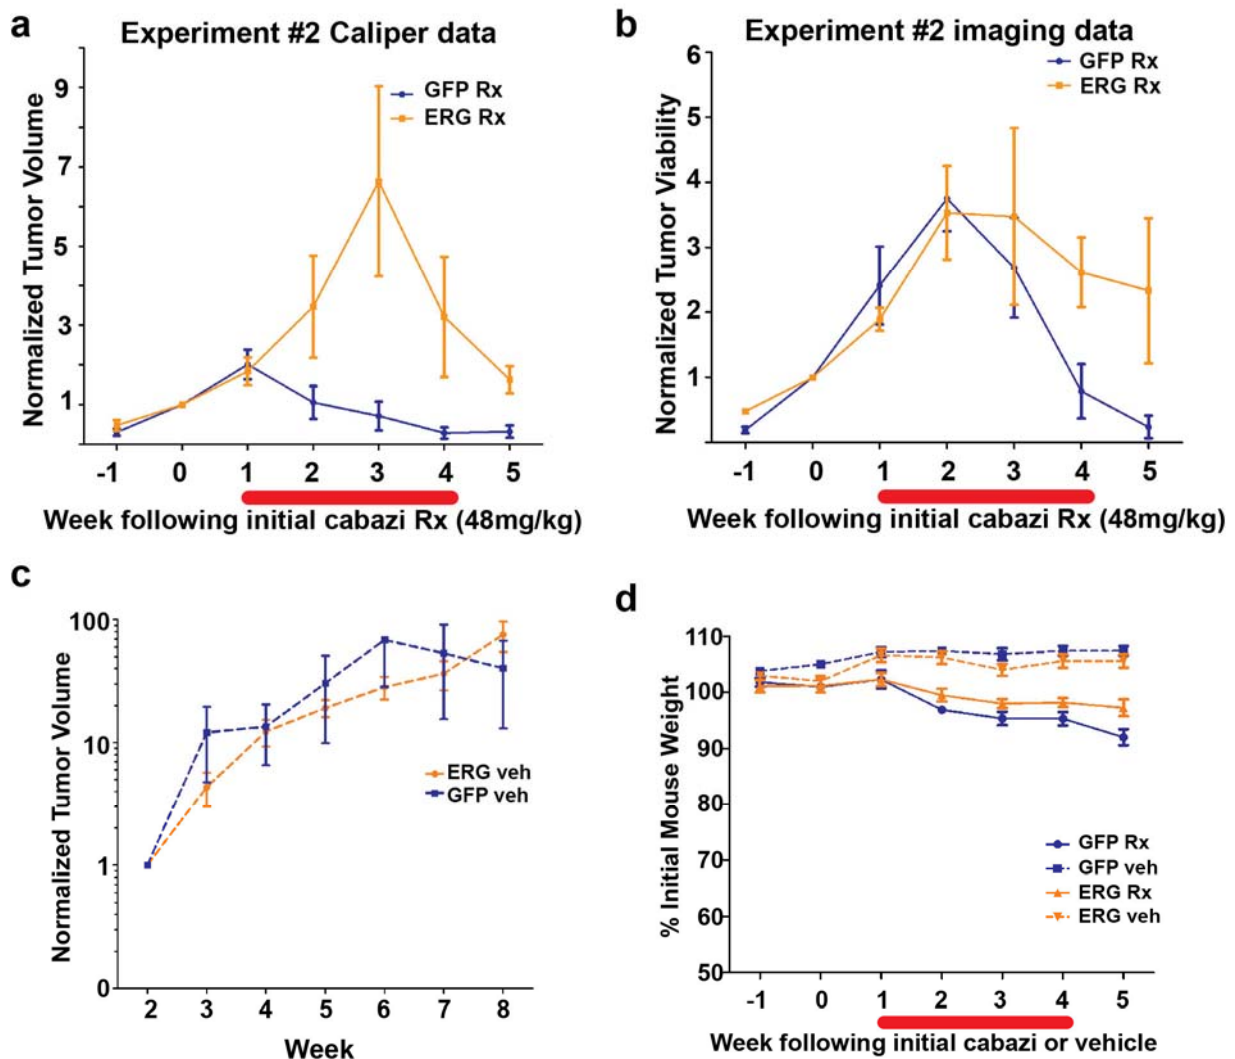 a
Experiment #2 Caliper data
Normalized Tumor Volume
9
7
5
3
1
GFP Rx
ERG Rx
-1 0 1 2 3 4 5
Week following initial cabazi Rx (48mg/kg)
b
Experiment #2 imaging data
Normalized Tumor Viability
6
5
4
3
2
1
GFP Rx
ERG Rx
-1 0 1 2 3 4 5
Week following initial cabazi Rx (48mg/kg)
c
Normalized Tumor Volume
100
10
1
0
ERG veh
GFP veh
2 3 4 5 6 7 8
Week
d
% Initial Mouse Weight
110
100
90
80
70
60
50
GFP Rx
GFP veh
ERG Rx
ERG veh
-1 0 1 2 3 4 5
Week following initial cabazi or vehicle